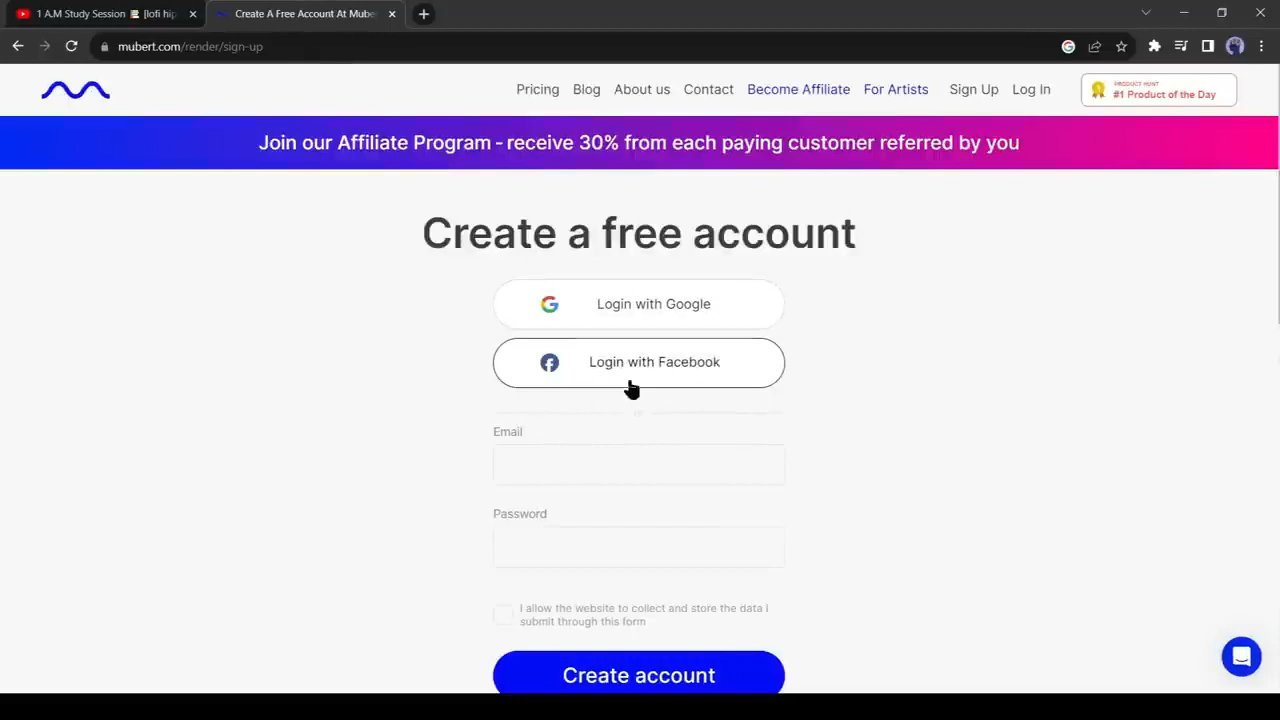 1 A.M Study Session 📚 [lofi hip
Create A Free Account At Mube
mubert.com/render/sign-up
Pricing
Blog
About us
Contact
Become Affiliate
For Artists
Sign Up
Log In
PRODUCT HUNT
#1 Product of the Day
Join our Affiliate Program - receive 30% from each paying customer referred by you
Create a free account
Login with Google
Login with Facebook
or
Email
Password
I allow the website to collect and store the data i
submit through this form
Create account